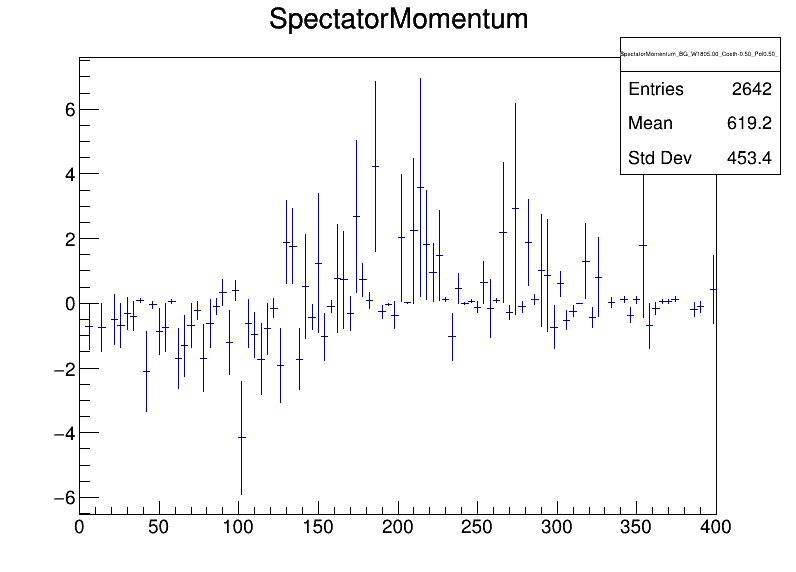 SpectatorMomentum
SpectatorMomentum_BG_W1805.00_Costh-0.50_Pol0.50_
Entries 2642
Mean 619.2
Std Dev 453.4
6
4
2
0
−2
−4
−6
0 50 100 150 200 250 300 350 400